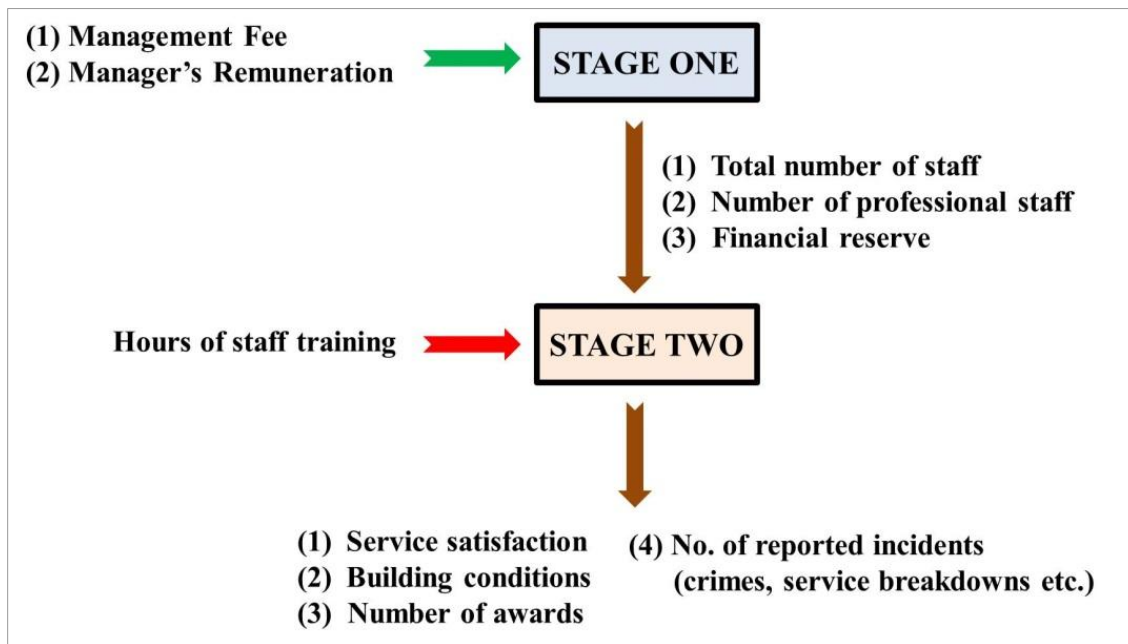 (1) Management Fee
(2) Manager's Remuneration
STAGE ONE
(1) Total number of staff
(2) Number of professional staff
(3) Financial reserve
Hours of staff training
STAGE TWO
(1) Service satisfaction
(2) Building conditions
(3) Number of awards
(4) No. of reported incidents
(crimes, service breakdowns etc.)